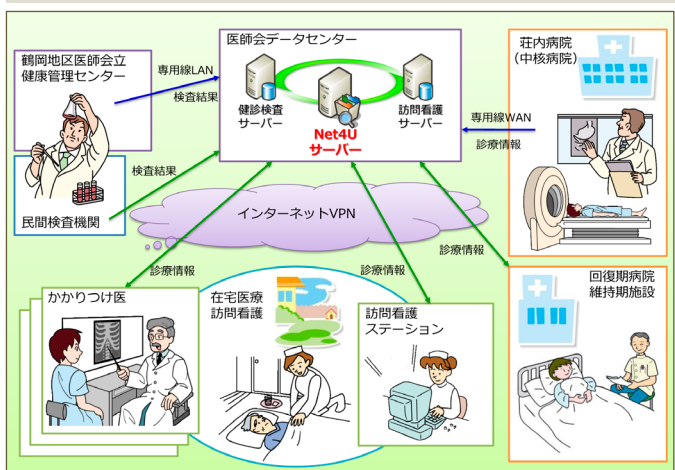 医師会データセンター
鶴岡地区医師会立
健康管理センター
専用線LAN
検査結果
健診検査
サーバー
Net4U
サーバー
訪問看護
サーバー
荘内病院
(中核病院)
専用線WAN
診療情報
民間検査機関
検査結果
インターネットVPN
診療情報
診療情報
診療情報
かかりつけ医
在宅医療
訪問看護
訪問看護
ステーション
回復期病院
維持期施設